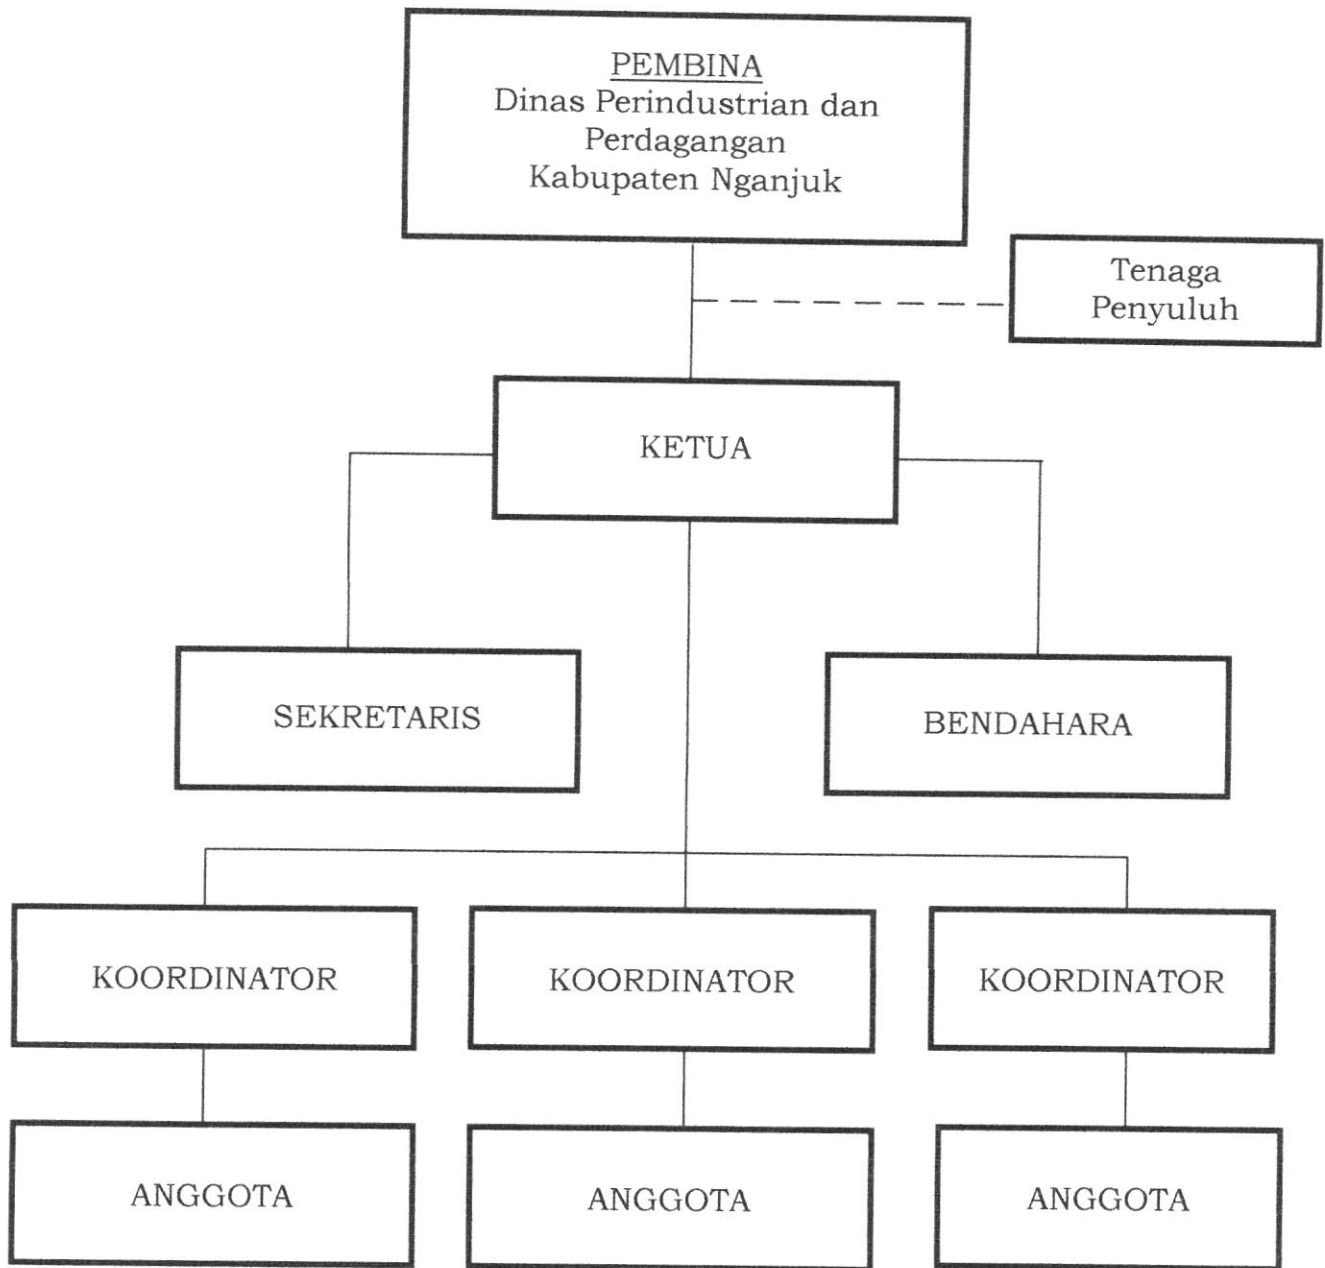 PEMBINA
Dinas Perindustrian dan
Perdagangan
Kabupaten Nganjuk
Tenaga
Penyuluh
KETUA
SEKRETARIS
BENDAHARA
KOORDINATOR
KOORDINATOR
KOORDINATOR
ANGGOTA
ANGGOTA
ANGGOTA